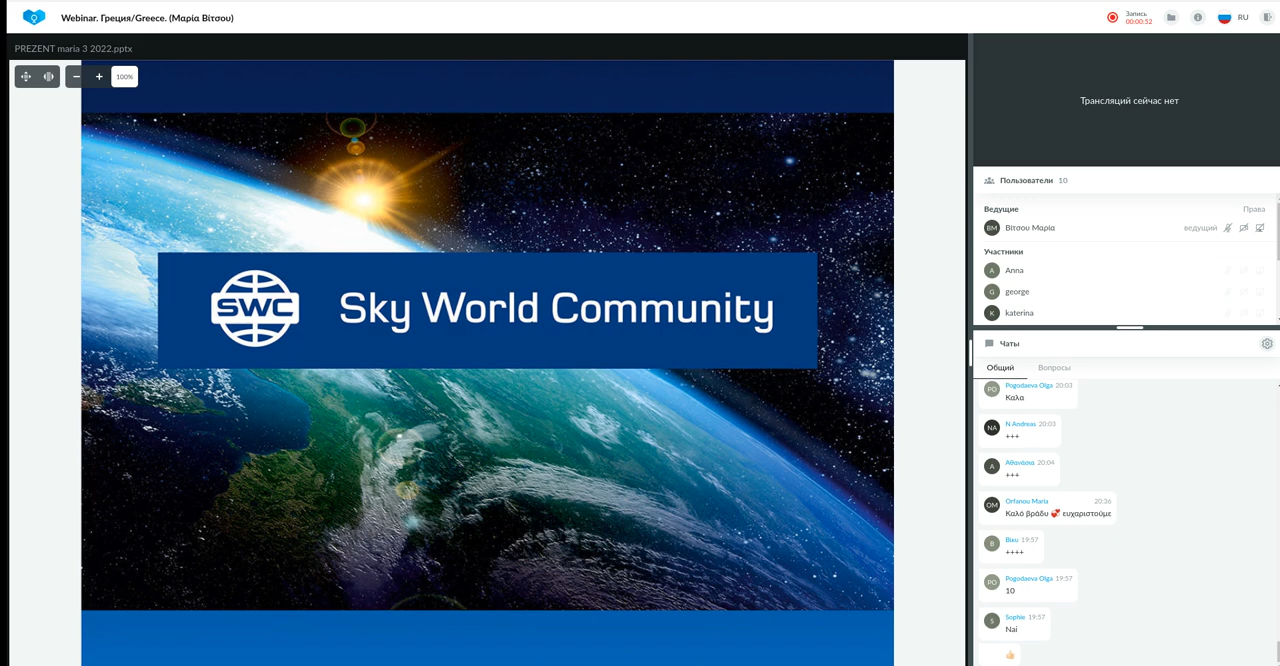 Webinar. Греция/Greece. (Μαρία Βίτσου)
Запись
00:00:52
RU
PREZENT maria 3 2022.pptx
100%
Трансляций сейчас нет
SWC
Sky World Community
Пользователи 10
Ведущие
Права
ВМ
Βίτσου Μαρία
ведущий
Участники
A
Anna
G
george
K
katerina
Чаты
Общий
Вопросы
PO
Pogodaeva Olga 20:03
Καλα
NA
N Andreas 20:03
+++
Α
Αθανάσια 20:04
+++
OM
Orfanou Maria 20:36
Καλό βράδυ 💞 ευχαριστούμε
Β
Βίκυ 19:57
++++
PO
Pogodaeva Olga 19:57
10
S
Sophie 19:57
Nai
👍🏼